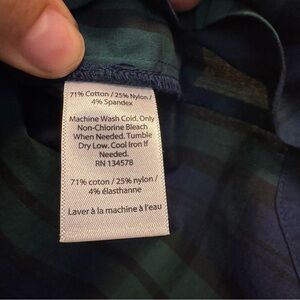 71% Cotton / 25% Nylon /
4% Spandex
Machine Wash Cold. Only
Non-Chlorine Bleach
When Needed. Tumble
Dry Low. Cool Iron If
Needed.
RN 134578
71% coton / 25% nylon /
4% élasthanne
Laver à la machine à l'eau